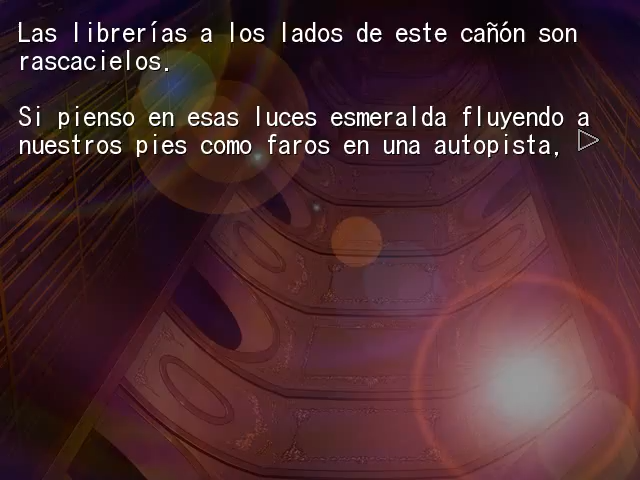 Las librerías a los lados de este cañón son
rascacielos.
Si pienso en esas luces esmeralda fluyendo a
nuestros pies como faros en una autopista,